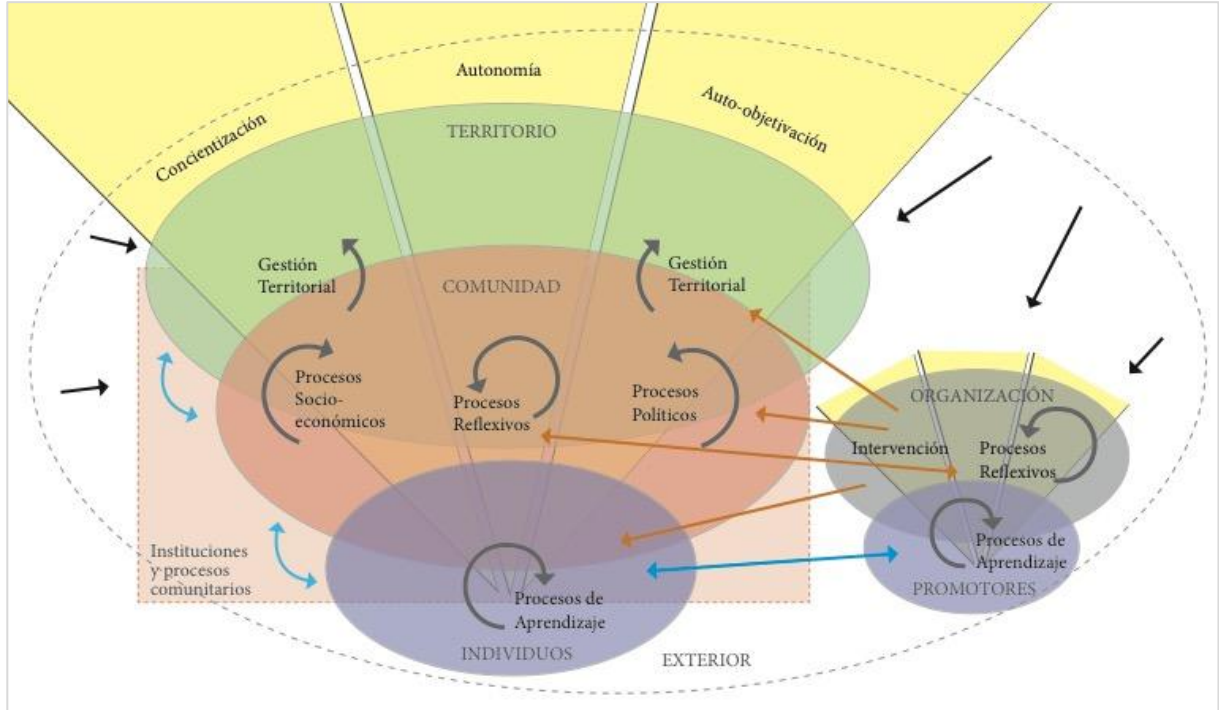 Autonomía
Concientización
Auto-objetivación
TERRITORIO
Gestión
Territorial
COMUNIDAD
Gestión
Territorial
Procesos
Socio-
económicos
Procesos
Reflexivos
Procesos
Políticos
ORGANIZACIÓN
Intervención
Procesos
Reflexivos
Instituciones
y procesos
comunitarios
Procesos de
Aprendizaje
INDIVIDUOS
Procesos de
Aprendizaje
PROMOTORES
EXTERIOR